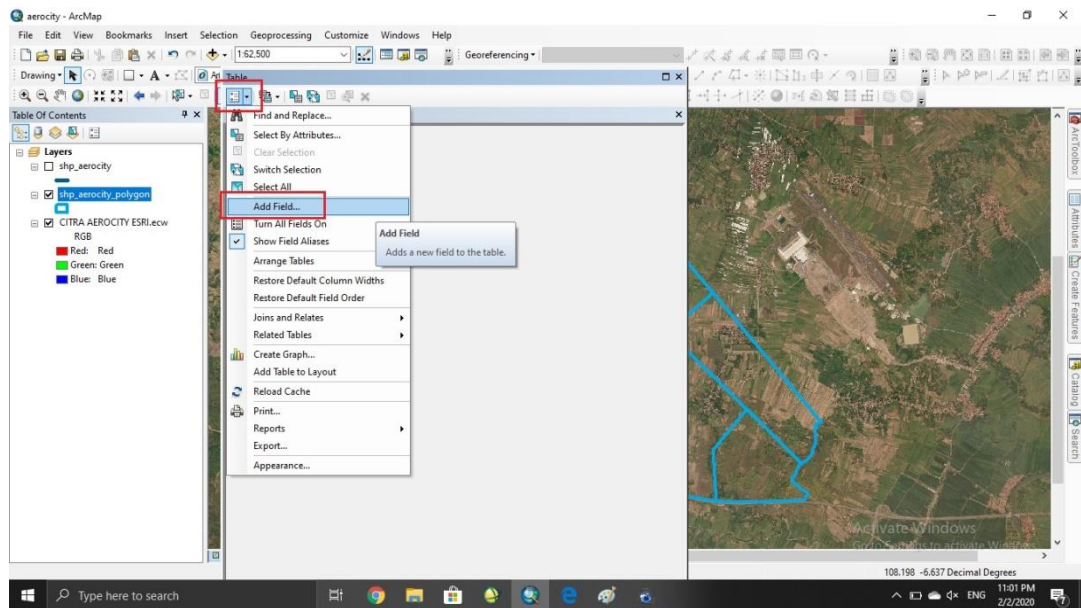 aerocity - ArcMap
File Edit View Bookmarks Insert Selection Geoprocessing Customize Windows Help
1:62,500
Georeferencing
Drawing
A
Table
Table Of Contents
Layers
shp_aerocity
shp_aerocity_polygon
CITRA AEROCITY ESRI.ecw
RGB
Red: Red
Green: Green
Blue: Blue
Find and Replace...
Select By Attributes...
Clear Selection
Switch Selection
Select All
Add Field...
Turn All Fields On
Show Field Aliases
Arrange Tables
Restore Default Column Widths
Restore Default Field Order
Joins and Relates
Related Tables
Create Graph...
Add Table to Layout
Reload Cache
Print...
Reports
Export...
Appearance...
Add Field
Adds a new field to the table.
ArcToolbox
Attributes
Create Features
Catalog
Search
Activate Windows
Go to Settings to activate Windows
108.198 -6.637 Decimal Degrees
Type here to search
ENG
11:01 PM
2/2/2020